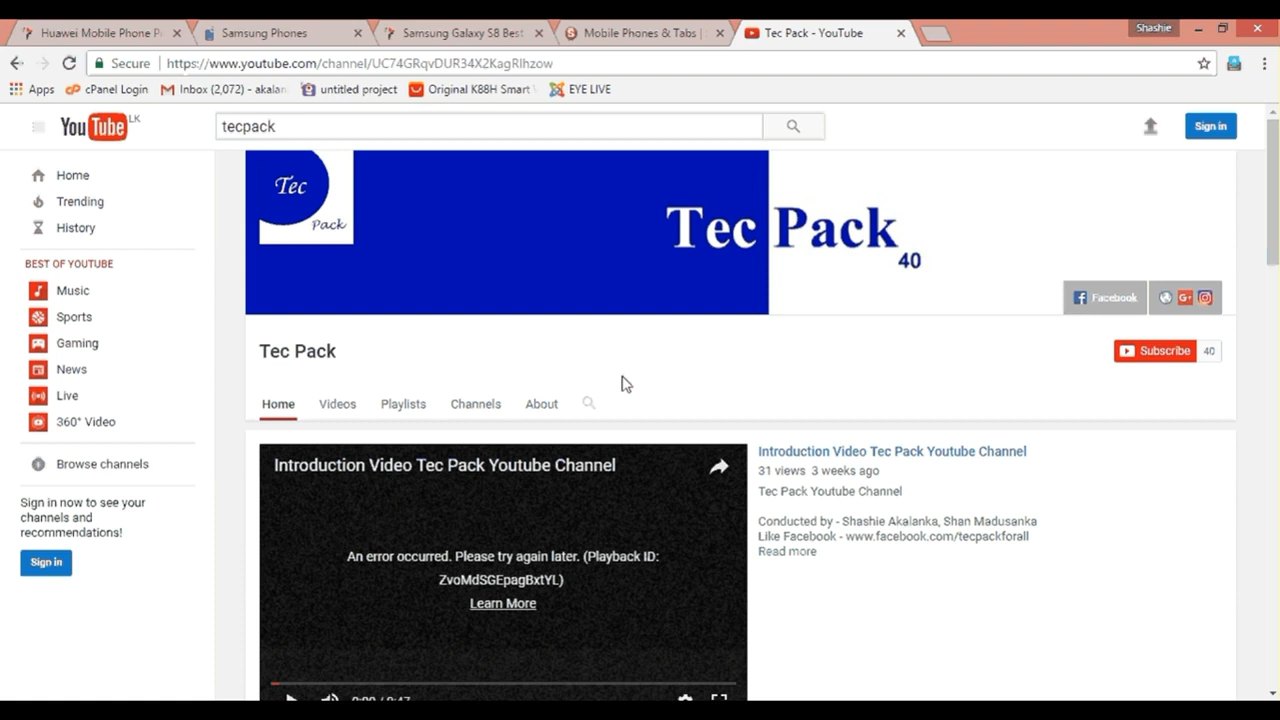 Huawei Mobile Phone P
Samsung Phones
Samsung Galaxy S8 Best
Mobile Phones & Tabs |
Tec Pack - YouTube
Shashie
Secure
https://www.youtube.com/channel/UC74GRqvDUR34X2KagRlhzow
Apps
cPanel Login
Inbox (2,072) - akalan
untitled project
Original K88H Smart
EYE LIVE
YouTube LK
tecpack
Sign in
Home
Trending
History
BEST OF YOUTUBE
Music
Sports
Gaming
News
Live
360° Video
Browse channels
Sign in now to see your
channels and
recommendations!
Sign in
Tec
Pack
Tec Pack
40
Facebook
G+
Tec Pack
Subscribe 40
Home Videos Playlists Channels About
Introduction Video Tec Pack Youtube Channel
An error occurred. Please try again later. (Playback ID:
ZvoMdSGEpagBxtYL)
Learn More
Introduction Video Tec Pack Youtube Channel
31 views 3 weeks ago
Tec Pack Youtube Channel
Conducted by - Shashie Akalanka, Shan Madusanka
Like Facebook - www.facebook.com/tecpackforall
Read more